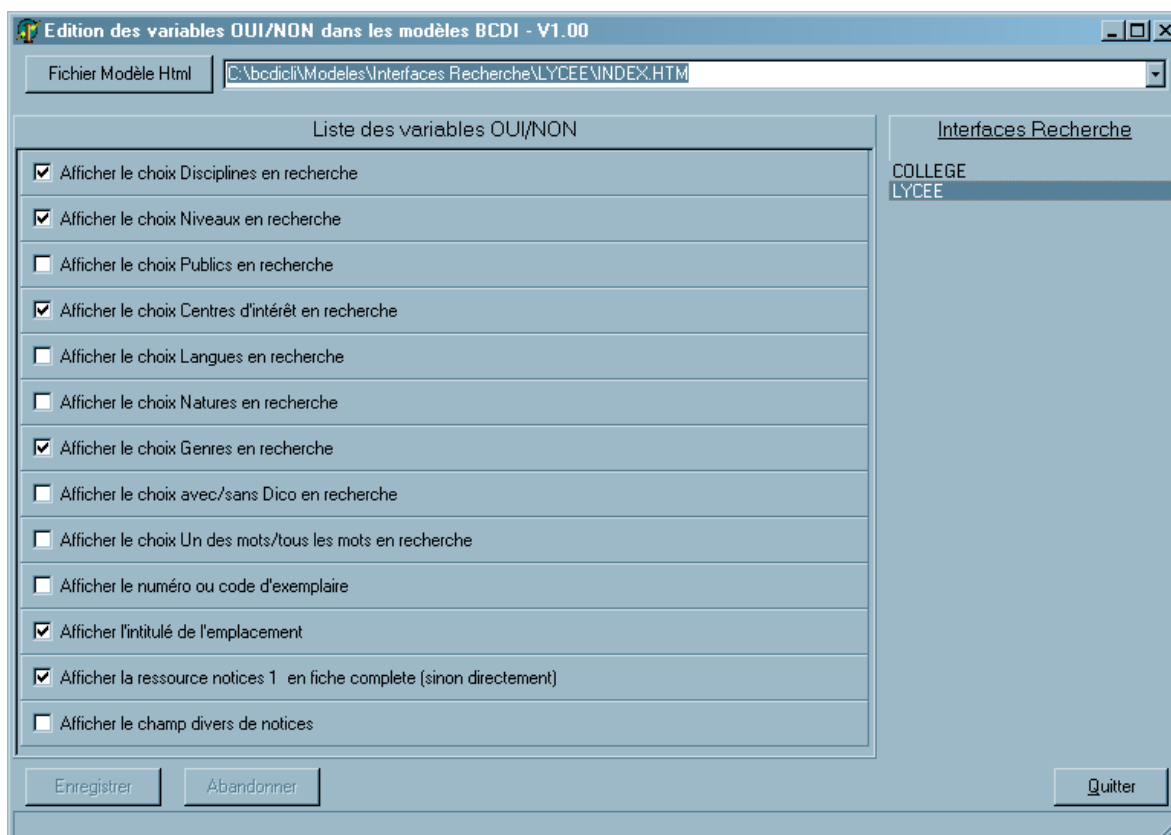 Edition des variables OUI/NON dans les modèles BCDI - V1.00
Fichier Modèle Html
C:\bcdicli\Modeles\Interfaces Recherche\LYCEE\INDEX.HTM
Liste des variables OUI/NON
Interfaces Recherche
Afficher le choix Disciplines en recherche
COLLEGE
LYCEE
Afficher le choix Niveaux en recherche
Afficher le choix Publics en recherche
Afficher le choix Centres d'intérêt en recherche
Afficher le choix Langues en recherche
Afficher le choix Natures en recherche
Afficher le choix Genres en recherche
Afficher le choix avec/sans Dico en recherche
Afficher le choix Un des mots/tous les mots en recherche
Afficher le numéro ou code d'exemplaire
Afficher l'intitulé de l'emplacement
Afficher la ressource notices 1  en fiche complete (sinon directement)
Afficher le champ divers de notices
Enregistrer
Abandonner
Quitter